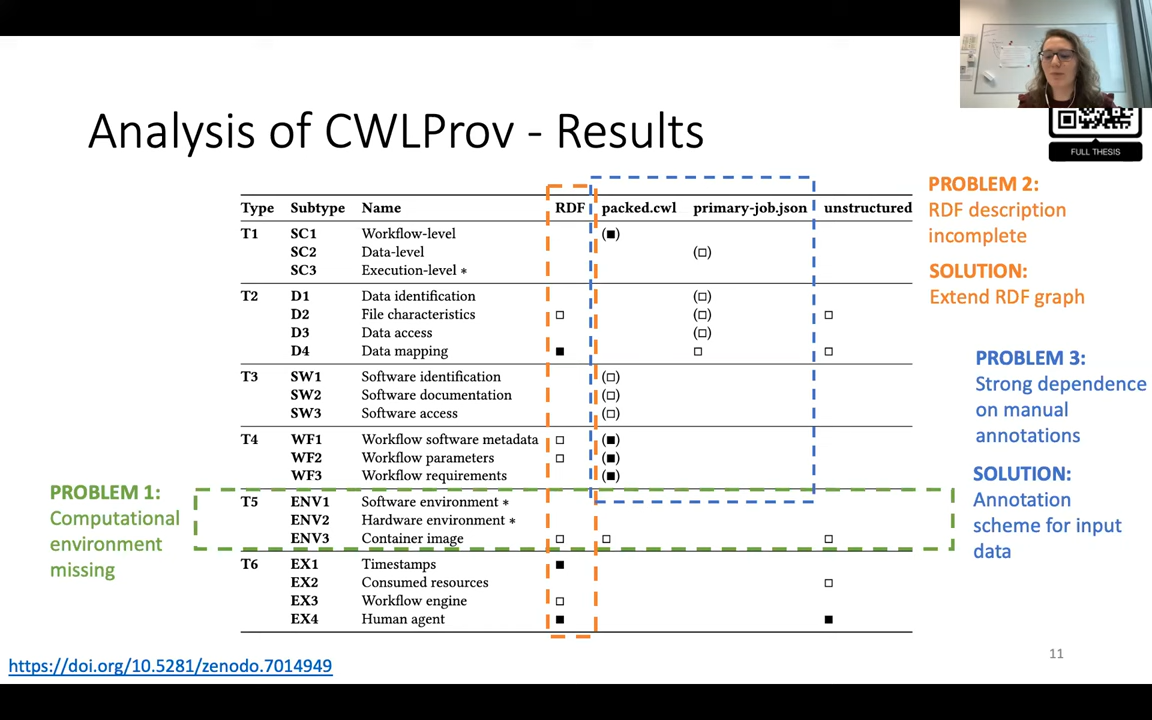 Analysis of CWLProv - Results
FULL THESIS
Type Subtype Name RDF packed.cwl primary-job.json unstructured
T1 SC1 Workflow-level (■)
SC2 Data-level (□)
SC3 Execution-level *
T2 D1 Data identification (□)
D2 File characteristics □ (□) □
D3 Data access (□)
D4 Data mapping ■ □ □
T3 SW1 Software identification (□)
SW2 Software documentation (□)
SW3 Software access (□)
T4 WF1 Workflow software metadata □ (■)
WF2 Workflow parameters □ (■)
WF3 Workflow requirements (■)
T5 ENV1 Software environment *
ENV2 Hardware environment *
ENV3 Container image □ □ □
T6 EX1 Timestamps ■
EX2 Consumed resources □
EX3 Workflow engine □
EX4 Human agent ■ ■
PROBLEM 1:
Computational
environment
missing
PROBLEM 2:
RDF description
incomplete
SOLUTION:
Extend RDF graph
PROBLEM 3:
Strong dependence
on manual
annotations
SOLUTION:
Annotation
scheme for input
data
https://doi.org/10.5281/zenodo.7014949
11